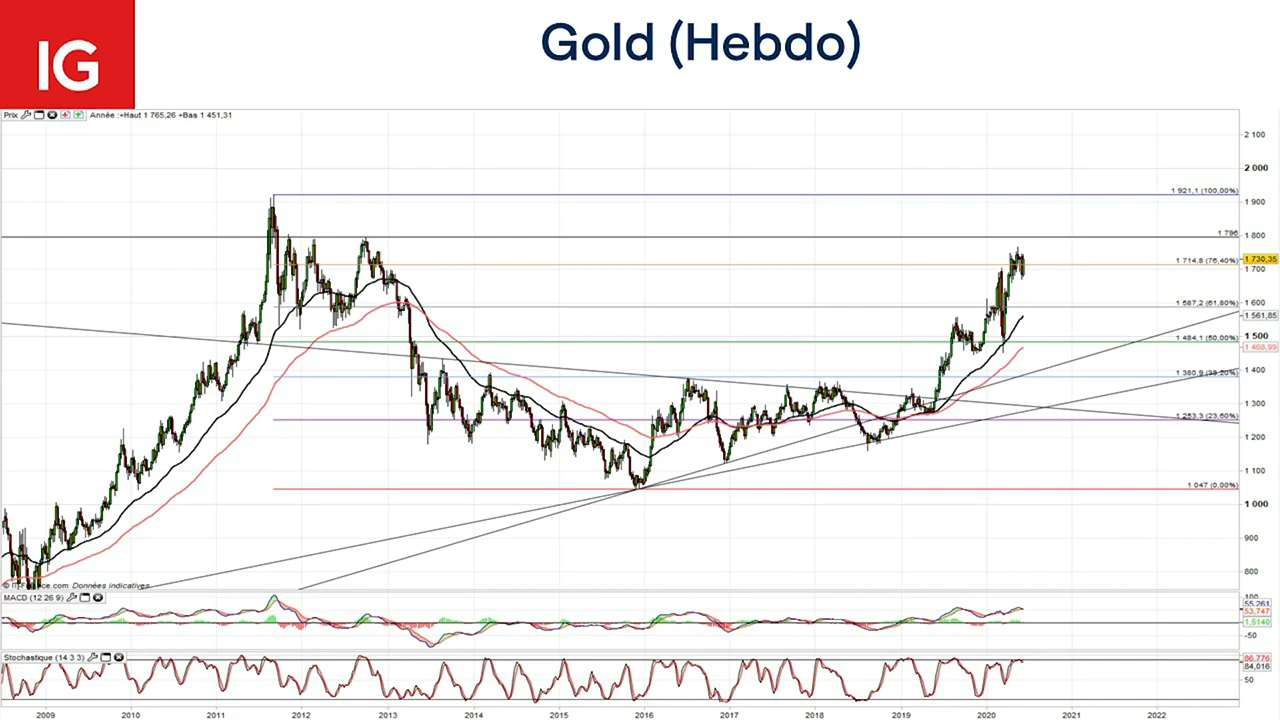 IG
Gold (Hebdo)
Prix
Année :+Haut 1 765,26 +Bas 1 451,31
2 100
2 000
1 921,1 (100,00%)
1 900
1 796
1 800
1 730,35
1 714,8 (76,40%)
1 700
1 600
1 587,2 (61,80%)
1 561,85
1 500
1 484,1 (50,00%)
1 468,99
1 400
1 380,9 (38,20%)
1 300
1 253,3 (23,60%)
1 200
1 100
1 047 (0,00%)
1 000
900
800
Données indicatives
MACD (12 26 9)
100
55,261
53,747
1,5140
-50
Stochastique (14 3 3)
86,776
84,016
50
2009 2010 2011 2012 2013 2014 2015 2016 2017 2018 2019 2020 2021 2022